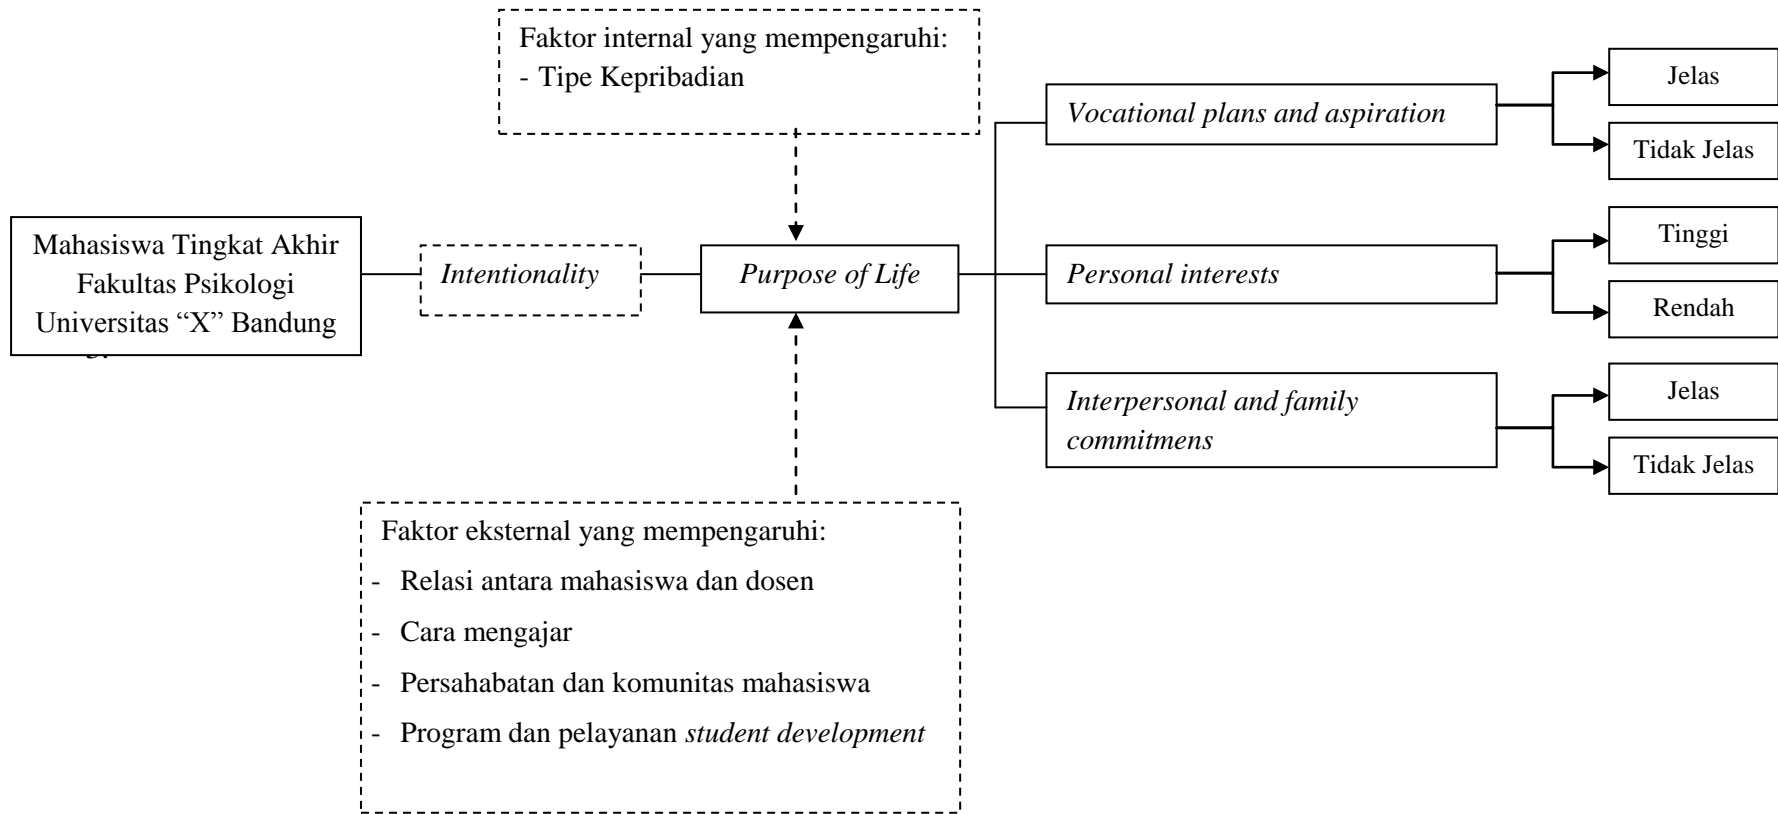 Faktor internal yang mempengaruhi:
- Tipe Kepribadian
Mahasiswa Tingkat Akhir
Fakultas Psikologi
Universitas “X” Bandung
Intentionality
Purpose of Life
Faktor eksternal yang mempengaruhi:
- Relasi antara mahasiswa dan dosen
- Cara mengajar
- Persahabatan dan komunitas mahasiswa
- Program dan pelayanan student development
Vocational plans and aspiration
Jelas
Tidak Jelas
Personal interests
Tinggi
Rendah
Interpersonal and family
commitmens
Jelas
Tidak Jelas